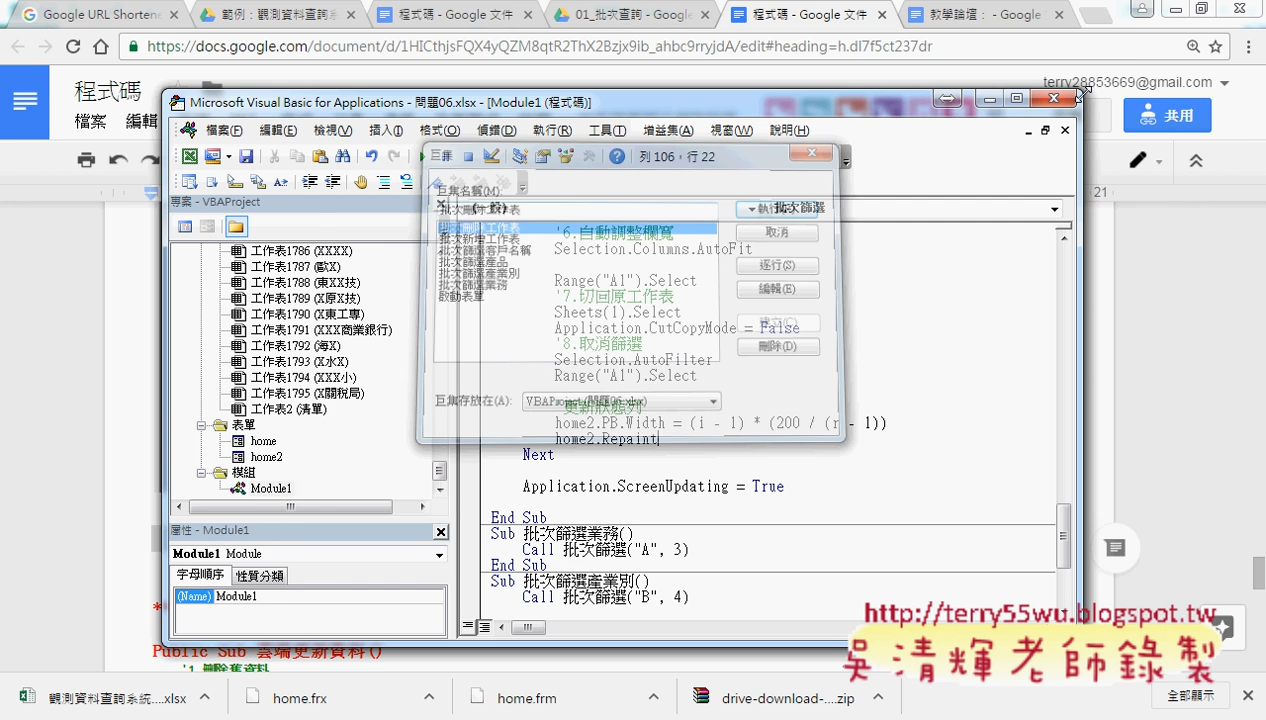 Google URL Shortene
範例：觀測資料查詢系
程式碼 - Google 文件
01_批次查詢 - Google
程式碼 - Google 文件
教學論壇： - Google
https://docs.google.com/document/d/1HICthjsFQX4yQZM8qtR2ThX2Bzjx9ib_ahbc9rryjdA/edit#heading=h.dl7f5ct237dr
程式碼
terry28853669@gmail.com
檔案 編輯
共用
21
Microsoft Visual Basic for Applications - 問題06.xlsx - [Module1 (程式碼)]
檔案(F) 編輯(E) 檢視(V) 插入(I) 格式(O) 偵錯(D) 執行(R) 工具(T) 增益集(A) 視窗(W) 說明(H)
巨集
列 106，行 22
專案 - VBAProject
工作表1786 (XXXX)
工作表1787 (歐X)
工作表1788 (東XX技)
工作表1789 (X原技)
工作表1790 (X東工專)
工作表1791 (XXX商業銀行)
工作表1792 (海X)
工作表1793 (X水X)
工作表1794 (XXX小)
工作表1795 (X關稅局)
工作表2 (清單)
表單
home
home2
模組
Module1
屬性 - Module1
Module1 Module
字母順序 性質分類
(Name) Module1
巨集名稱(M):
批次刪除工作表
批次刪除工作表
批次新增工作表
批次篩選客戶名稱
批次篩選產品
批次篩選產業別
批次篩選業務
啟動表單
批次篩選
取消
逐行(S)
編輯(E)
建立(C)
刪除(D)
巨集存放在(A):
VBAProject (問題06.xlsx)
'6.自動調整欄寬
Selection.Columns.AutoFit
Range("A1").Select
'7.切回原工作表
Sheets(1).Select
Application.CutCopyMode = False
'8.取消篩選
Selection.AutoFilter
Range("A1").Select
'更新狀態列
home2.PB.Width = (i - 1) * (200 / (r - 1))
home2.Repaint
Next
Application.ScreenUpdating = True
End Sub
Sub 批次篩選業務()
Call 批次篩選("A", 3)
End Sub
Sub 批次篩選產業別()
Call 批次篩選("B", 4)
Public Sub 雲端更新資料()
'1.刪除舊資料
http://terry55wu.blogspot.tw
吳清輝老師錄製
觀測資料查詢系統....xlsx
home.frx
home.frm
drive-download-....zip
全部顯示